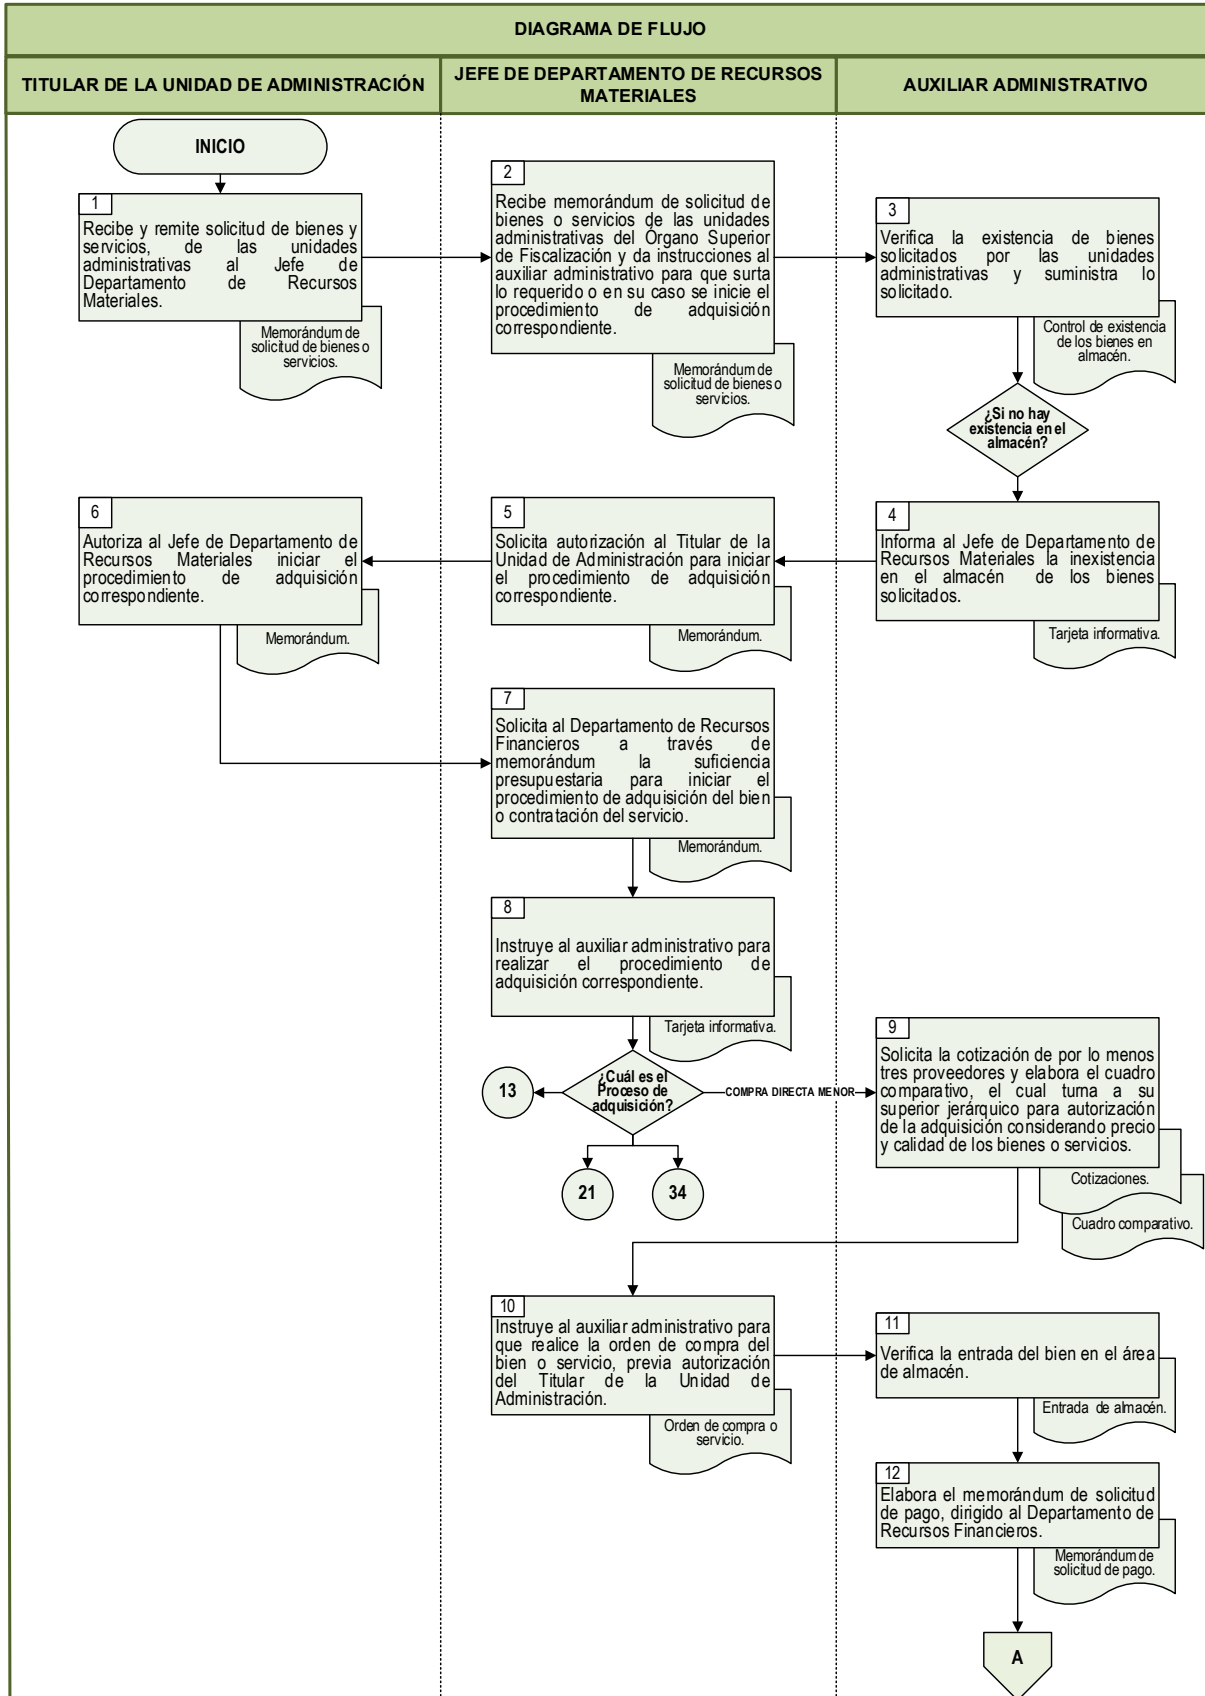 DIAGRAMA DE FLUJO
TITULAR DE LA UNIDAD DE ADMINISTRACIÓN
JEFE DE DEPARTAMENTO DE RECURSOS
MATERIALES
AUXILIAR ADMINISTRATIVO
INICIO
1
Recibe y remite solicitud de bienes y
servicios, de las unidades
administrativas al Jefe de
Departamento de Recursos
Materiales.
Memorándum de
solicitud de bienes o
servicios.
2
Recibe memorándum de solicitud de
bienes o servicios de las unidades
administrativas del Órgano Superior
de Fiscalización y da instrucciones al
auxiliar administrativo para que surta
lo requerido o en su caso se inicie el
procedimiento de adquisición
correspondiente.
Memorándum de
solicitud de bienes o
servicios.
3
Verifica la existencia de bienes
solicitados por las unidades
administrativas y suministra lo
solicitado.
Control de existencia
de los bienes en
almacén.
¿Si no hay
existencia en el
almacén?
4
Informa al Jefe de Departamento de
Recursos Materiales la inexistencia
en el almacén de los bienes
solicitados.
Tarjeta informativa.
5
Solicita autorización al Titular de la
Unidad de Administración para iniciar
el procedimiento de adquisición
correspondiente.
Memorándum.
6
Autoriza al Jefe de Departamento de
Recursos Materiales iniciar el
procedimiento de adquisición
correspondiente.
Memorándum.
7
Solicita al Departamento de Recursos
Financieros a través de
memorándum la suficiencia
presupuestaria para iniciar el
procedimiento de adquisición del bien
o contratación del servicio.
Memorándum.
8
Instruye al auxiliar administrativo para
realizar el procedimiento de
adquisición correspondiente.
Tarjeta informativa.
¿Cuál es el
Proceso de
adquisición?
13
21
34
COMPRA DIRECTA MENOR
9
Solicita la cotización de por lo menos
tres proveedores y elabora el cuadro
comparativo, el cual turna a su
superior jerárquico para autorización
de la adquisición considerando precio
y calidad de los bienes o servicios.
Cotizaciones.
Cuadro comparativo.
10
Instruye al auxiliar administrativo para
que realice la orden de compra del
bien o servicio, previa autorización
del Titular de la Unidad de
Administración.
Orden de compra o
servicio.
11
Verifica la entrada del bien en el área
de almacén.
Entrada de almacén.
12
Elabora el memorándum de solicitud
de pago, dirigido al Departamento de
Recursos Financieros.
Memorándum de
solicitud de pago.
A